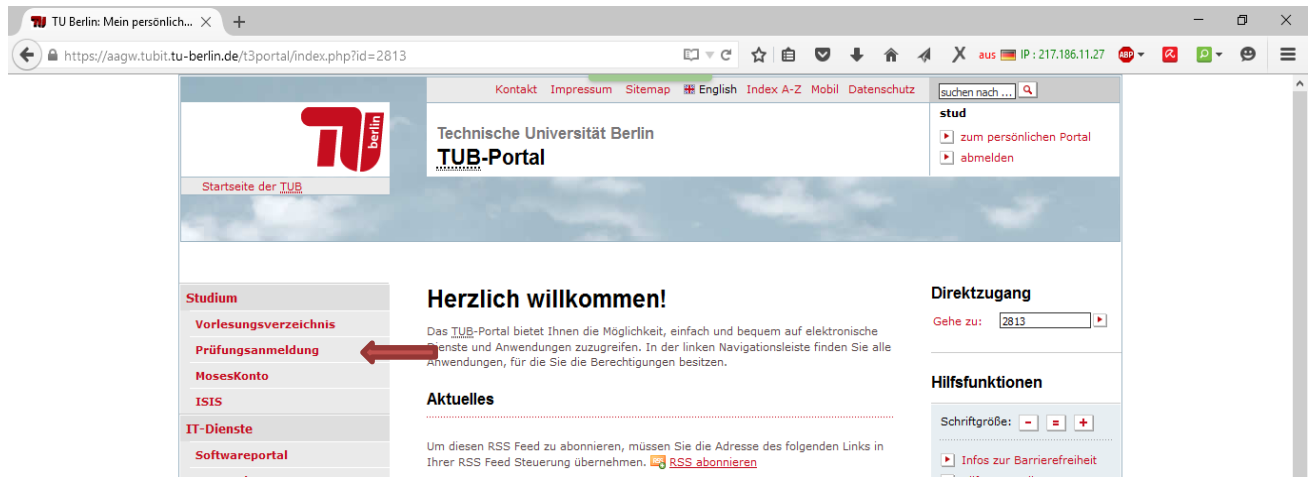 TU Berlin: Mein persönlich...
https://aagw.tubit.tu-berlin.de/t3portal/index.php?id=2813
aus IP : 217.186.11.27
ABP
Kontakt Impressum Sitemap English Index A-Z Mobil Datenschutz
suchen nach ...
berlin
Technische Universität Berlin
TUB-Portal
stud
zum persönlichen Portal
abmelden
Startseite der TUB
Studium
Vorlesungsverzeichnis
Prüfungsanmeldung
MosesKonto
ISIS
IT-Dienste
Softwareportal
Herzlich willkommen!
Das TUB-Portal bietet Ihnen die Möglichkeit, einfach und bequem auf elektronische
Dienste und Anwendungen zuzugreifen. In der linken Navigationsleiste finden Sie alle
Anwendungen, für die Sie die Berechtigungen besitzen.
Aktuelles
Um diesen RSS Feed zu abonnieren, müssen Sie die Adresse des folgenden Links in
Ihrer RSS Feed Steuerung übernehmen. RSS abonnieren
Direktzugang
Gehe zu: 2813
Hilfsfunktionen
Schriftgröße: - = +
Infos zur Barrierefreiheit